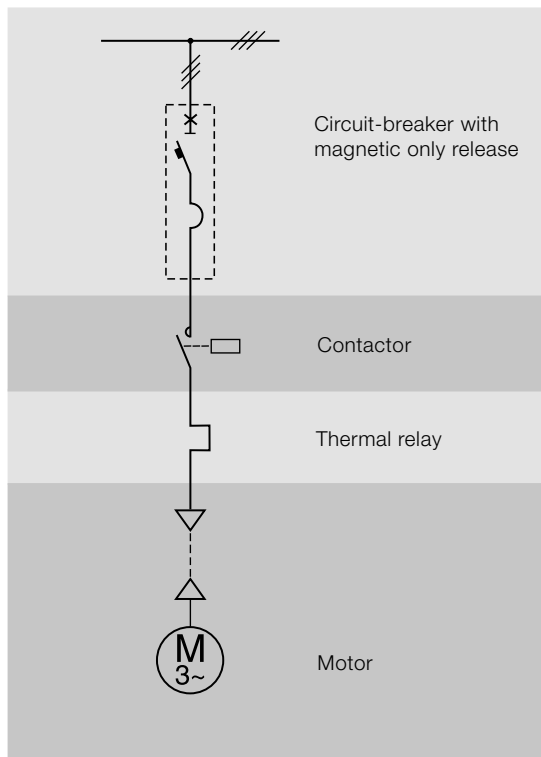 Circuit-breaker with
magnetic only release
Contactor
Thermal relay
M
3~
Motor